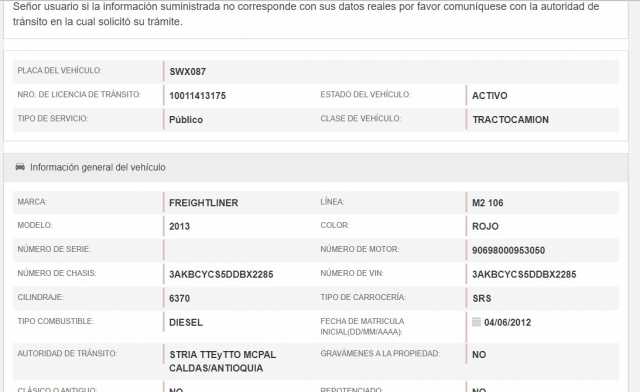 Señor usuario si la información suministrada no corresponde con sus datos reales por favor comuníquese con la autoridad de
tránsito en la cual solicitó su trámite.
PLACA DEL VEHÍCULO: SWX087
NRO. DE LICENCIA DE TRÁNSITO: 10011413175 ESTADO DEL VEHÍCULO: ACTIVO
TIPO DE SERVICIO: Público CLASE DE VEHÍCULO: TRACTOCAMION
Información general del vehículo
MARCA: FREIGHTLINER LÍNEA: M2 106
MODELO: 2013 COLOR: ROJO
NÚMERO DE SERIE: NÚMERO DE MOTOR: 90698000953050
NÚMERO DE CHASIS: 3AKBCYCS5DDBX2285 NÚMERO DE VIN: 3AKBCYCS5DDBX2285
CILINDRAJE: 6370 TIPO DE CARROCERÍA: SRS
TIPO COMBUSTIBLE: DIESEL FECHA DE MATRICULA 04/06/2012
INICIAL(DD/MM/AAAA):
AUTORIDAD DE TRÁNSITO: STRIA TTEyTTO MCPAL GRAVÁMENES A LA PROPIEDAD: NO
CALDAS/ANTIOQUIA
CLÁSICO O ANTIGUO: NO REPOTENCIADO: NO